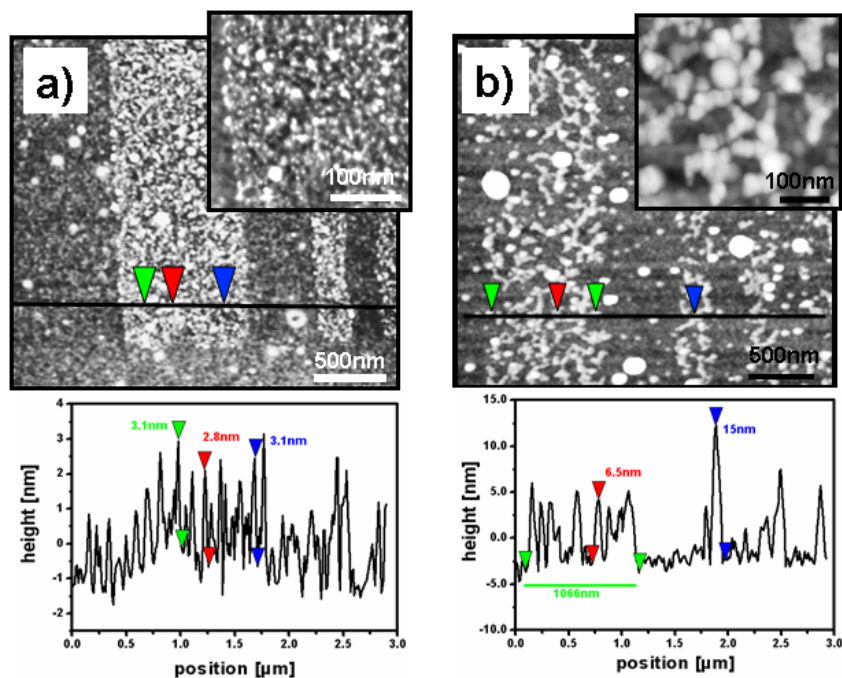 a)
100nm
500nm
b)
100nm
500nm
height [nm]
4
3
2
1
0
-1
-2
3.1nm
2.8nm
3.1nm
0.0 0.5 1.0 1.5 2.0 2.5 3.0
position [µm]
height [nm]
15.0
10.0
5.0
0.0
-5.0
-10.0
6.5nm
15nm
1066nm
0.0 0.5 1.0 1.5 2.0 2.5 3.0
position [µm]